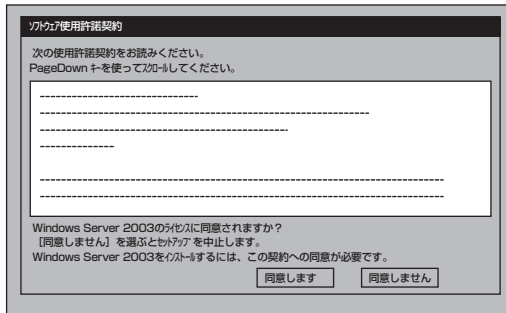 ソフトウェア使用許諾契約
次の使用許諾契約をお読みください。
PageDown キーを使ってスクロールしてください。
Windows Server 2003のライセンスに同意されますか？
［同意しません］を選ぶとセットアップを中止します。
Windows Server 2003をインストールするには、この契約への同意が必要です。
同意します
同意しません